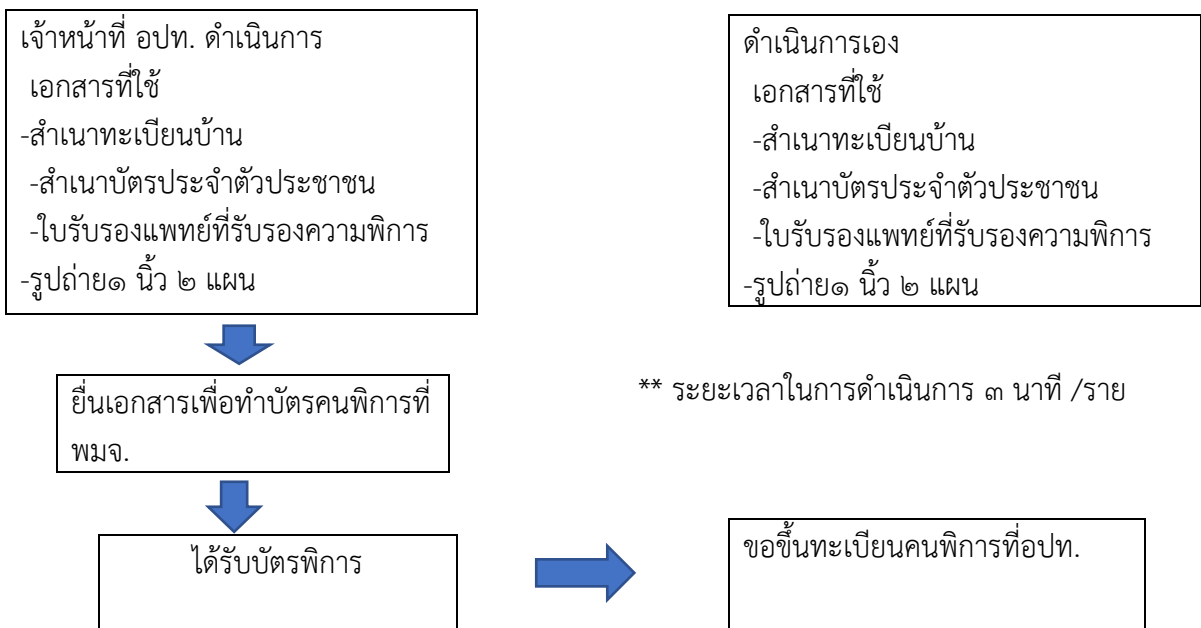 เจ้าหน้าที่ อปท. ดำเนินการ
เอกสารที่ใช้
-สำเนาทะเบียนบ้าน
-สำเนาบัตรประจำตัวประชาชน
-ใบรับรองแพทย์ที่รับรองความพิการ
-รูปถ่าย๑ นิ้ว ๒ แผน
ดำเนินการเอง
เอกสารที่ใช้
-สำเนาทะเบียนบ้าน
-สำเนาบัตรประจำตัวประชาชน
-ใบรับรองแพทย์ที่รับรองความพิการ
-รูปถ่าย๑ นิ้ว ๒ แผน
ยื่นเอกสารเพื่อทำบัตรคนพิการที่
พมจ.
** ระยะเวลาในการดำเนินการ ๓ นาที /ราย
ได้รับบัตรพิการ
ขอขึ้นทะเบียนคนพิการที่อปท.